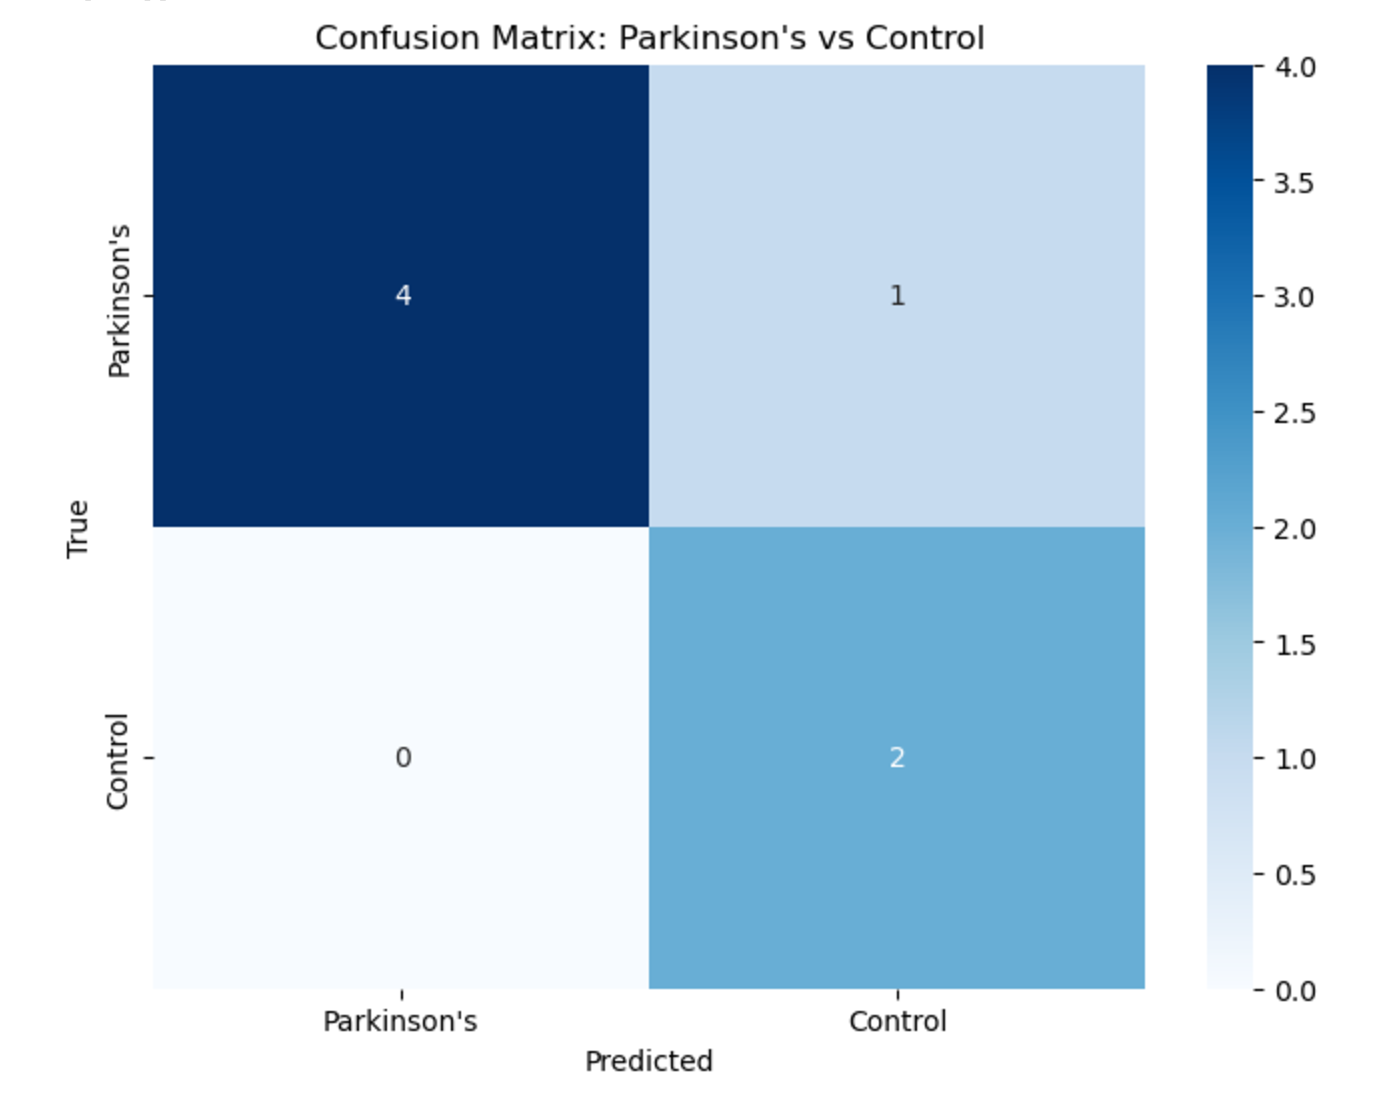 Confusion Matrix: Parkinson's vs Control
4.0
3.5
3.0
2.5
2.0
1.5
1.0
0.5
0.0
True
Parkinson's
Control
4
1
0
2
Parkinson's
Control
Predicted